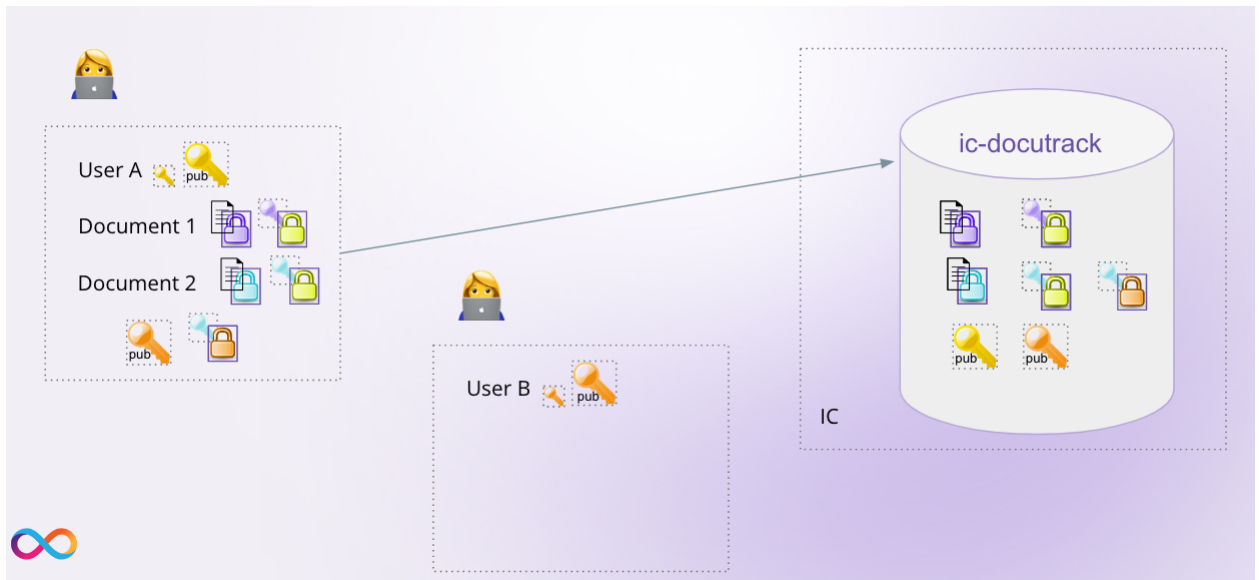 User A
pub
Document 1
Document 2
pub
User B
pub
ic-docutrack
pub
pub
IC